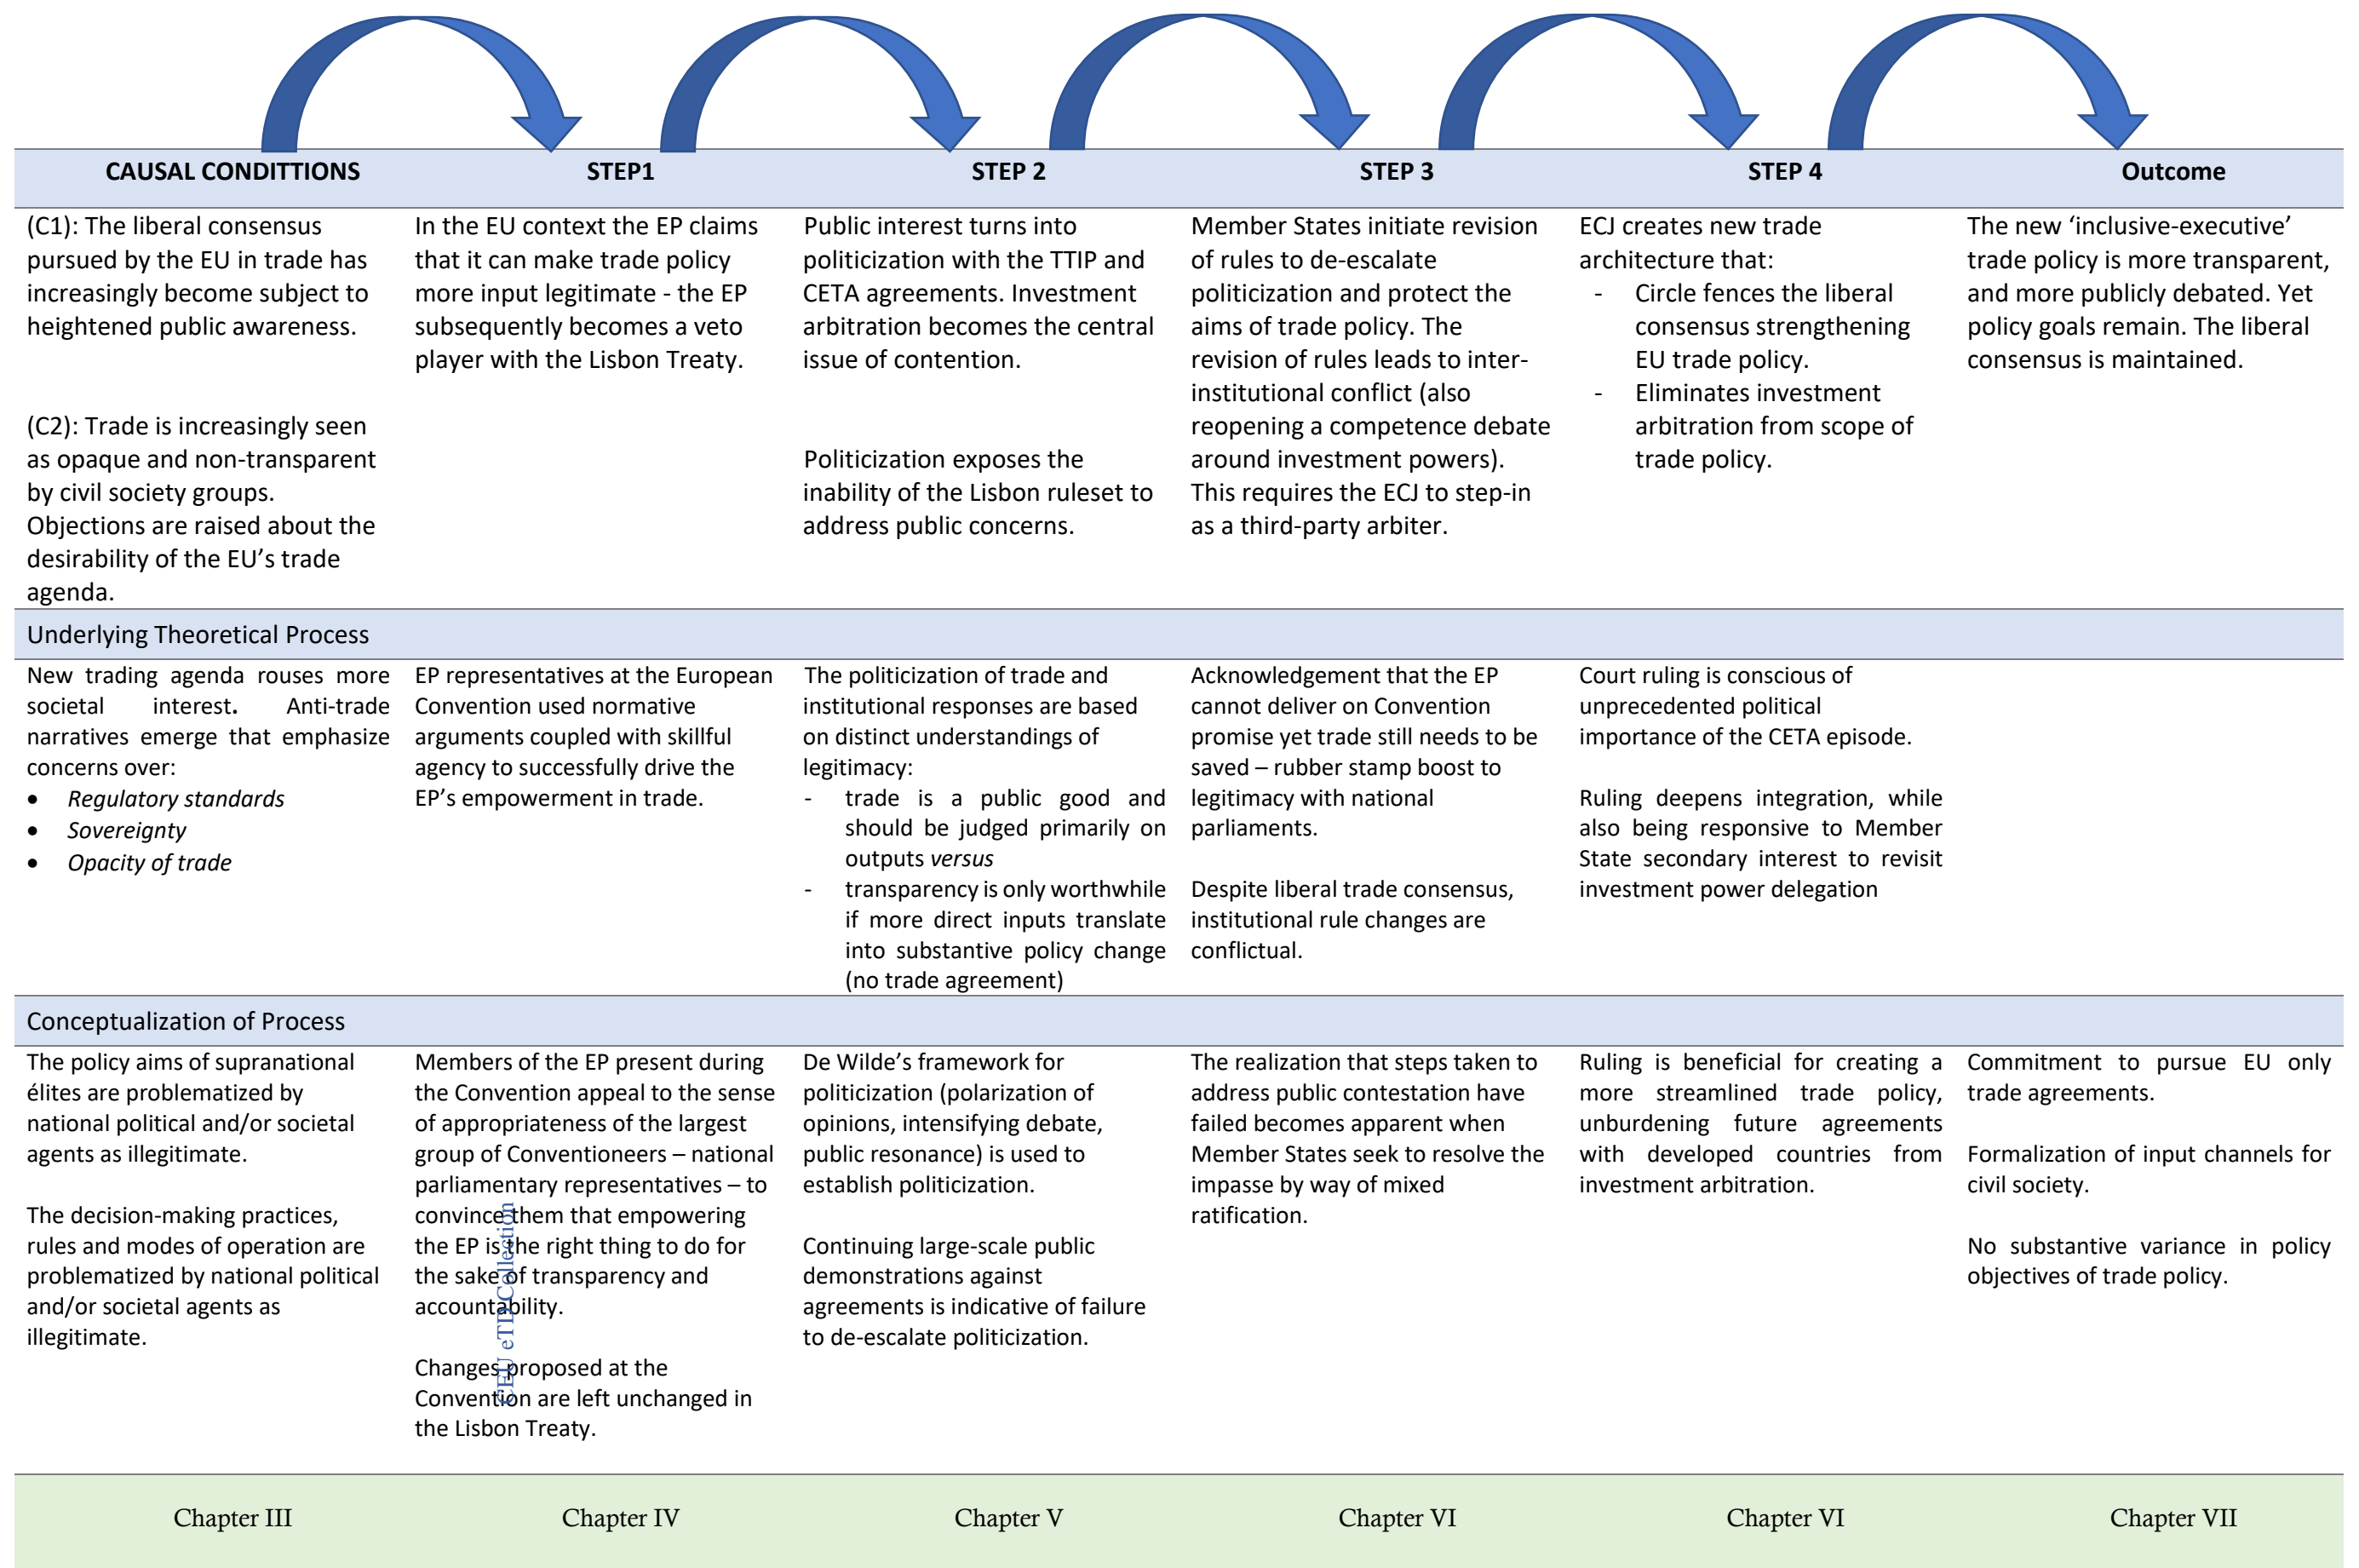 CAUSAL CONDITTIONS
STEP1
STEP 2
STEP 3
STEP 4
Outcome
(C1): The liberal consensus
pursued by the EU in trade has
increasingly become subject to
heightened public awareness.
(C2): Trade is increasingly seen
as opaque and non-transparent
by civil society groups.
Objections are raised about the
desirability of the EU’s trade
agenda.
In the EU context the EP claims
that it can make trade policy
more input legitimate - the EP
subsequently becomes a veto
player with the Lisbon Treaty.
Public interest turns into
politicization with the TTIP and
CETA agreements. Investment
arbitration becomes the central
issue of contention.
Politicization exposes the
inability of the Lisbon ruleset to
address public concerns.
Member States initiate revision
of rules to de-escalate
politicization and protect the
aims of trade policy. The
revision of rules leads to inter-
institutional conflict (also
reopening a competence debate
around investment powers).
This requires the ECJ to step-in
as a third-party arbiter.
ECJ creates new trade
architecture that:
- Circle fences the liberal
consensus strengthening
EU trade policy.
- Eliminates investment
arbitration from scope of
trade policy.
The new ‘inclusive-executive’
trade policy is more transparent,
and more publicly debated. Yet
policy goals remain. The liberal
consensus is maintained.
Underlying Theoretical Process
New trading agenda rouses more
societal interest. Anti-trade
narratives emerge that emphasize
concerns over:
• Regulatory standards
• Sovereignty
• Opacity of trade
EP representatives at the European
Convention used normative
arguments coupled with skillful
agency to successfully drive the
EP’s empowerment in trade.
The politicization of trade and
institutional responses are based
on distinct understandings of
legitimacy:
- trade is a public good and
should be judged primarily on
outputs versus
- transparency is only worthwhile
if more direct inputs translate
into substantive policy change
(no trade agreement)
Acknowledgement that the EP
cannot deliver on Convention
promise yet trade still needs to be
saved – rubber stamp boost to
legitimacy with national
parliaments.
Despite liberal trade consensus,
institutional rule changes are
conflictual.
Court ruling is conscious of
unprecedented political
importance of the CETA episode.
Ruling deepens integration, while
also being responsive to Member
State secondary interest to revisit
investment power delegation
Conceptualization of Process
The policy aims of supranational
élites are problematized by
national political and/or societal
agents as illegitimate.
The decision-making practices,
rules and modes of operation are
problematized by national political
and/or societal agents as
illegitimate.
Members of the EP present during
the Convention appeal to the sense
of appropriateness of the largest
group of Conventioneers – national
parliamentary representatives – to
convince them that empowering
the EP is the right thing to do for
the sake of transparency and
accountability.
Changes proposed at the
Convention are left unchanged in
the Lisbon Treaty.
De Wilde’s framework for
politicization (polarization of
opinions, intensifying debate,
public resonance) is used to
establish politicization.
Continuing large-scale public
demonstrations against
agreements is indicative of failure
to de-escalate politicization.
The realization that steps taken to
address public contestation have
failed becomes apparent when
Member States seek to resolve the
impasse by way of mixed
ratification.
Ruling is beneficial for creating a
more streamlined trade policy,
unburdening future agreements
with developed countries from
investment arbitration.
Commitment to pursue EU only
trade agreements.
Formalization of input channels for
civil society.
No substantive variance in policy
objectives of trade policy.
CEU eTD Collection
Chapter III
Chapter IV
Chapter V
Chapter VI
Chapter VI
Chapter VII